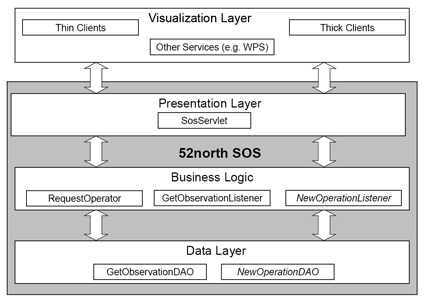 Visualization Layer
Thin Clients
Thick Clients
Other Services (e.g. WPS)
Presentation Layer
SosServlet
52north SOS
Business Logic
RequestOperator
GetObservationListener
NewOperationListener
Data Layer
GetObservationDAO
NewOperationDAO